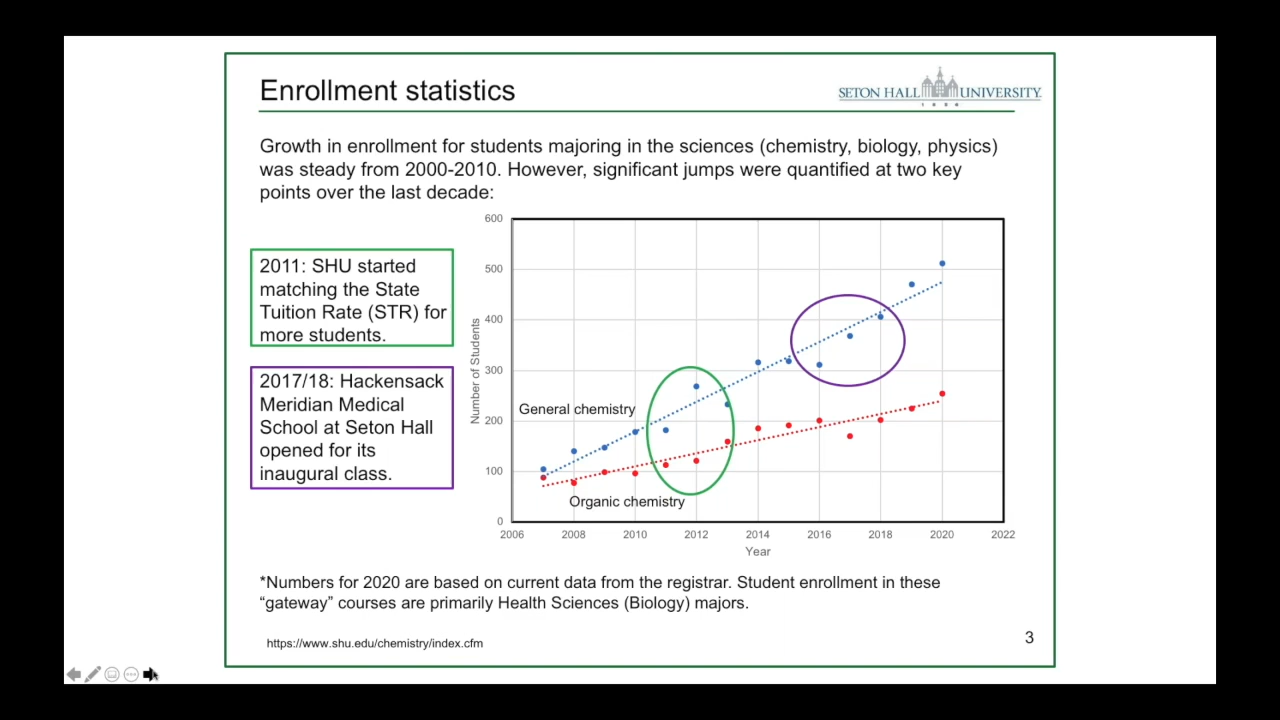 Enrollment statistics
SETON HALL UNIVERSITY
1 8 5 6
Growth in enrollment for students majoring in the sciences (chemistry, biology, physics)
was steady from 2000-2010. However, significant jumps were quantified at two key
points over the last decade:
2011: SHU started
matching the State
Tuition Rate (STR) for
more students.
2017/18: Hackensack
Meridian Medical
School at Seton Hall
opened for its
inaugural class.
600
500
400
300
200
100
0
Number of Students
General chemistry
Organic chemistry
2006 2008 2010 2012 2014 2016 2018 2020 2022
Year
*Numbers for 2020 are based on current data from the registrar. Student enrollment in these
“gateway” courses are primarily Health Sciences (Biology) majors.
https://www.shu.edu/chemistry/index.cfm
3